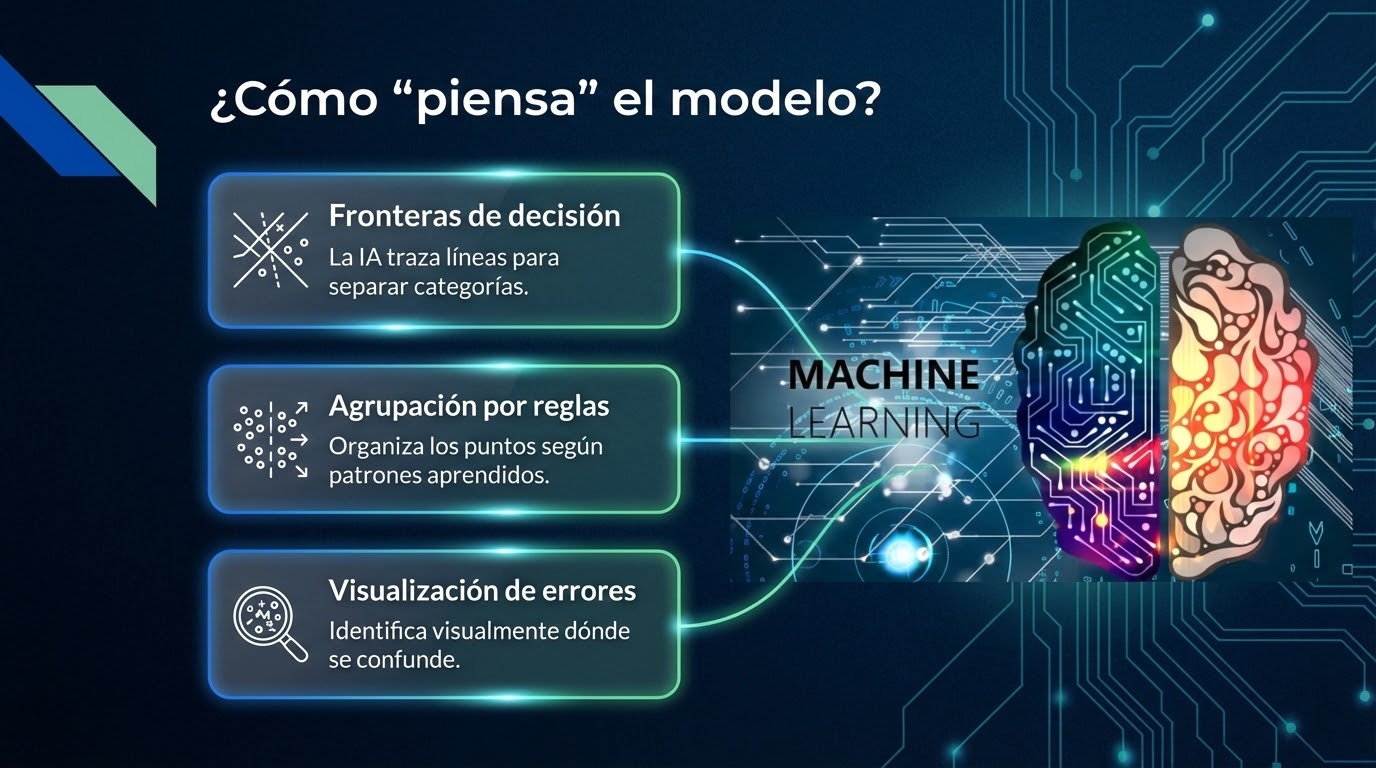 ¿Cómo “piensa” el modelo?
Fronteras de decisión
La IA traza líneas para
separar categorías.
Agrupación por reglas
Organiza los puntos según
patrones aprendidos.
Visualización de errores
Identifica visualmente dónde
se confunde.
MACHINE
LEARNING